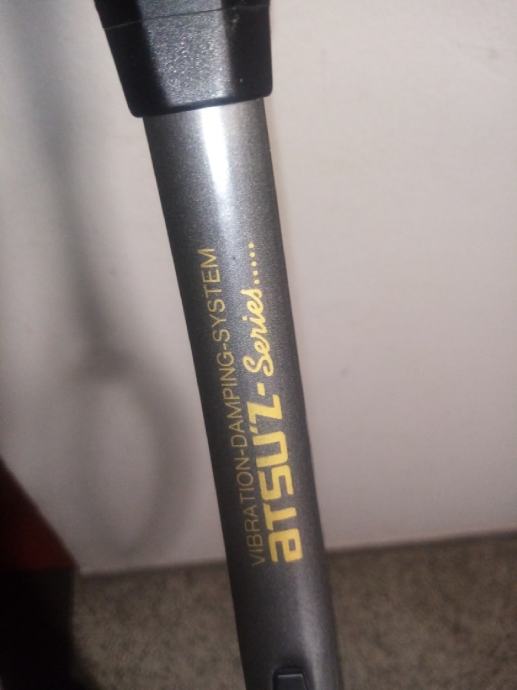 VIBRATION-DAMPING-SYSTEM
aTSU'Z-Series.....